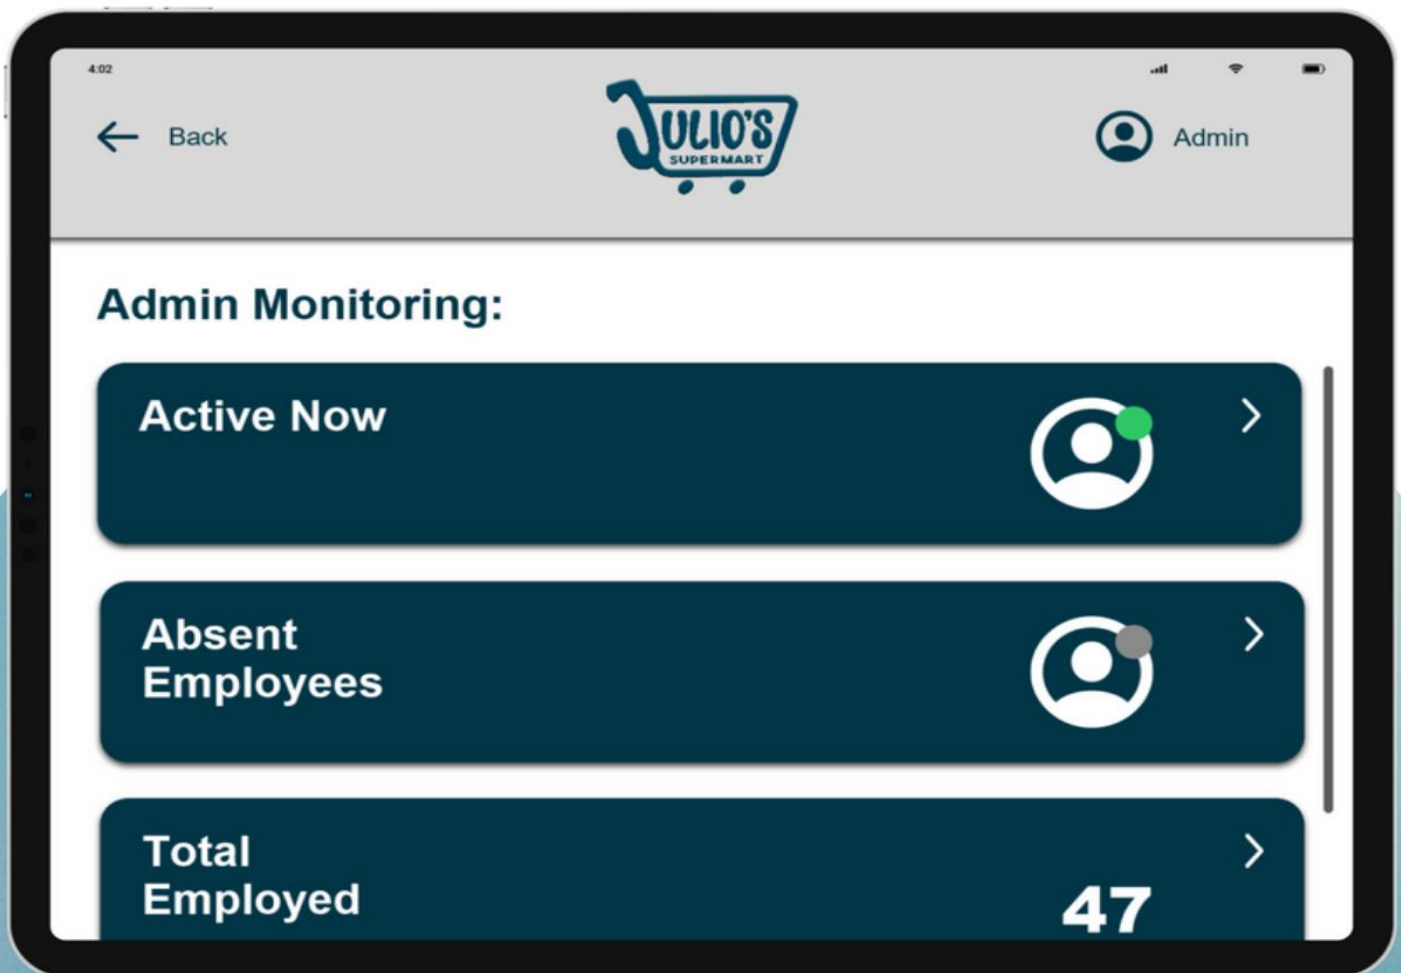 4:02
Back
JULIO'S
SUPERMART
Admin
Admin Monitoring:
Active Now
Absent
Employees
Total
Employed
47